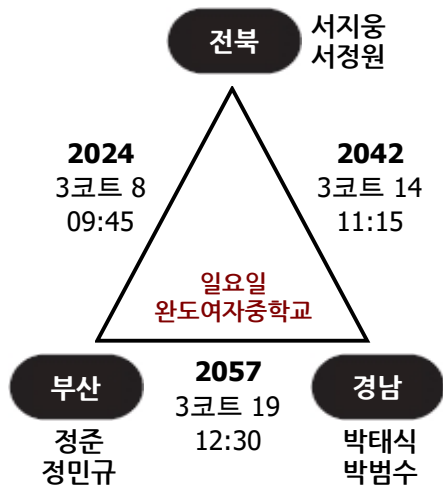 전북
서지웅
서정원
2024
3코트 8
09:45
2042
3코트 14
11:15
일요일
완도여자중학교
부산
정준
정민규
2057
3코트 19
12:30
경남
박태식
박범수